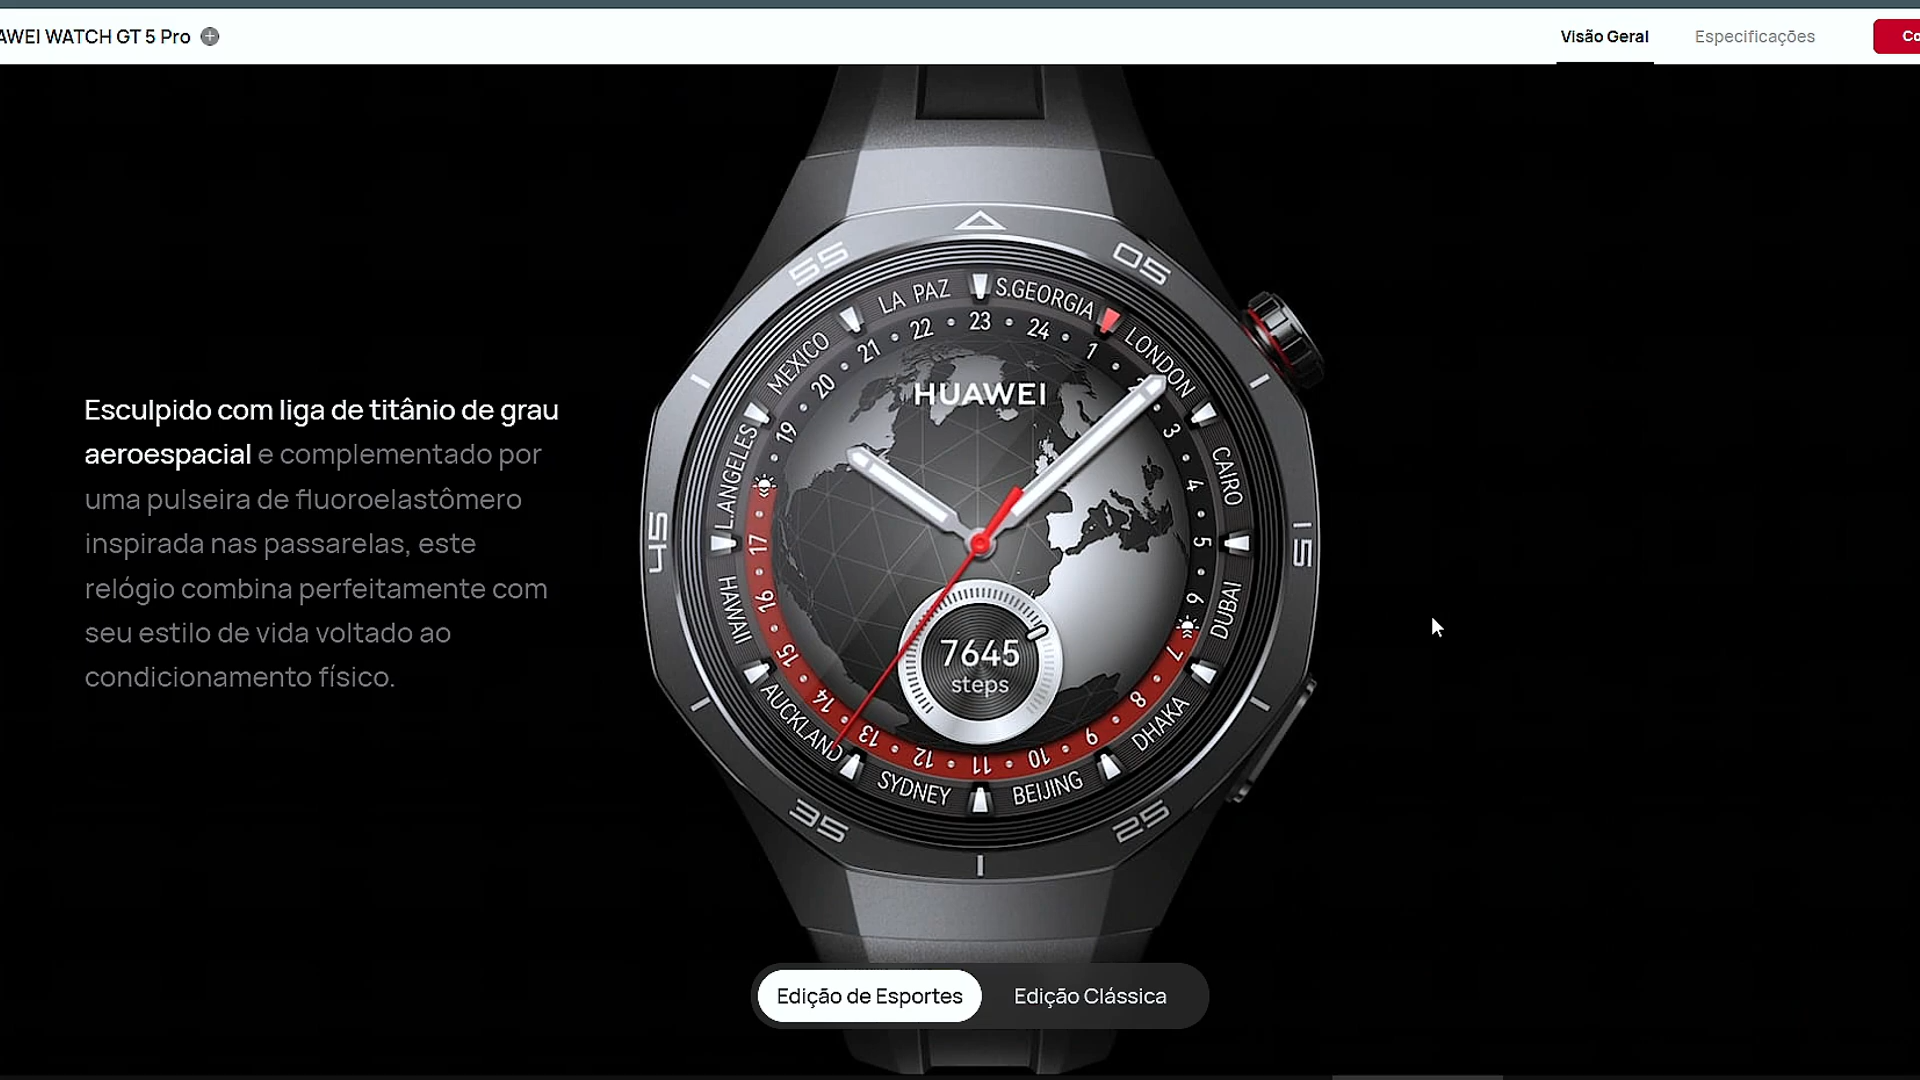 AWEI WATCH GT 5 Pro
Visão Geral
Especificações
Co
Esculpido com liga de titânio de grau
aeroespacial e complementado por
uma pulseira de fluoroelastômero
inspirada nas passarelas, este
relógio combina perfeitamente com
seu estilo de vida voltado ao
condicionamento físico.
55
05
15
25
35
45
LA PAZ
S.GEORGIA
LONDON
CAIRO
DUBAI
DHAKA
BEIJING
SYDNEY
AUCKLAND
HAWAII
L.ANGELES
MEXICO
23
24
1
2
3
4
5
6
7
8
9
10
11
12
13
14
15
16
17
19
20
21
22
HUAWEI
7645
steps
Edição de Esportes
Edição Clássica